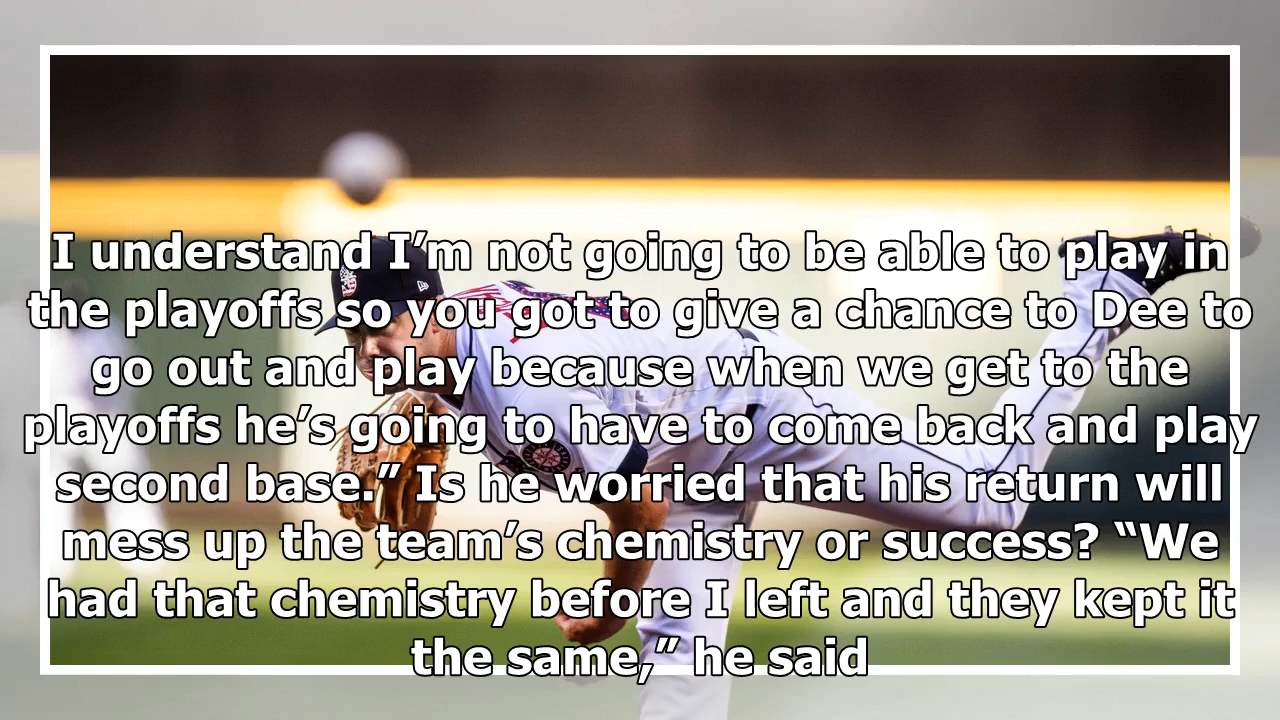 I understand I’m not going to be able to play in
the playoffs so you got to give a chance to Dee to
go out and play because when we get to the
playoffs he’s going to have to come back and play
second base.” Is he worried that his return will
mess up the team’s chemistry or success? “We
had that chemistry before I left and they kept it
the same,” he said